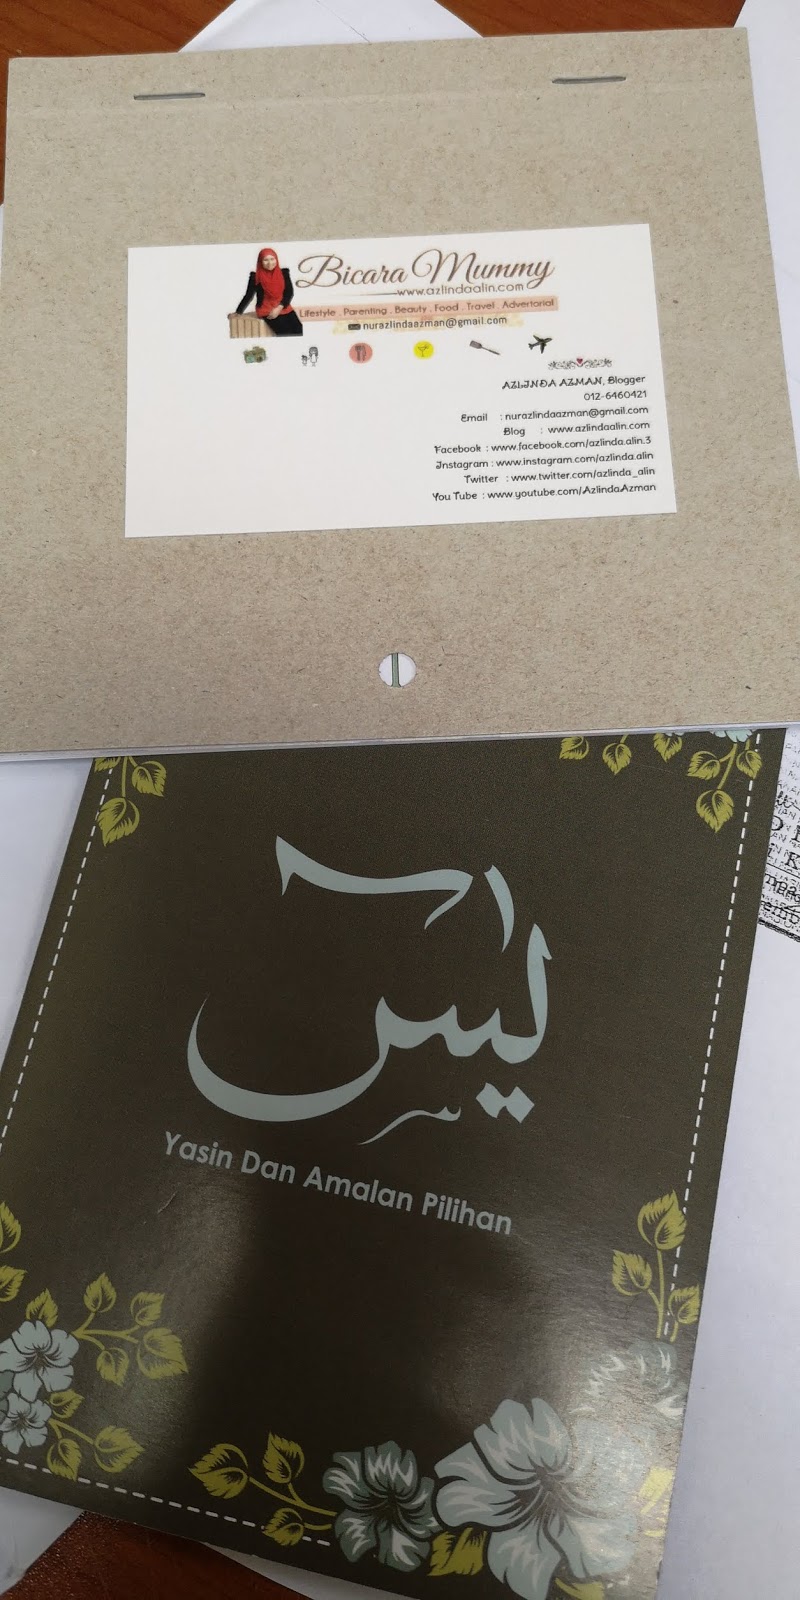 Bicara Mummy
www.azlindaalin.com
Lifestyle . Parenting . Beauty . Food . Travel . Advertorial
nurazlindaazman@gmail.com
AZLINDA AZMAN, Blogger
012-6460421
Email : nurazlindaazman@gmail.com
Blog : www.azlindaalin.com
Facebook : www.facebook.com/azlinda.alin.3
Instagram : www.instagram.com/azlinda.alin
Twitter : www.twitter.com/azlinda_alin
You Tube : www.youtube.com/AzlindaAzman
يس
Yasin Dan Amalan Pilihan